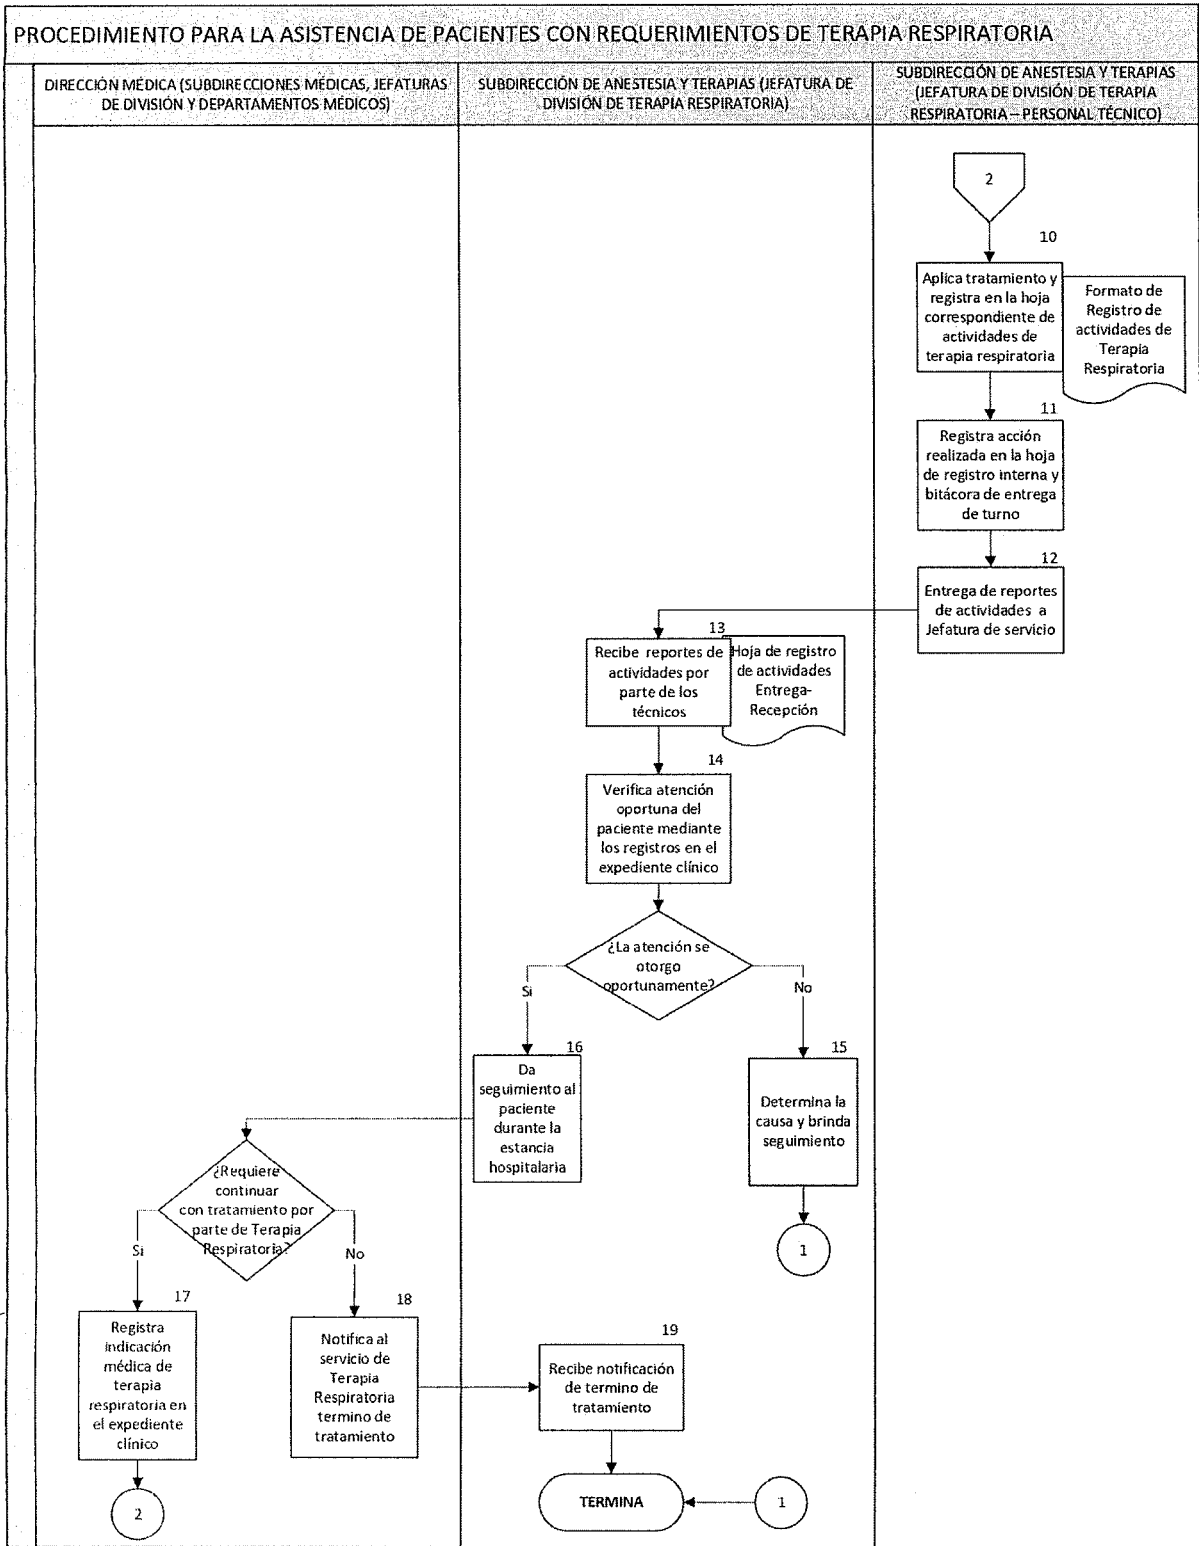 PROCEDIMIENTO PARA LA ASISTENCIA DE PACIENTES CON REQUERIMIENTOS DE TERAPIA RESPIRATORIA
DIRECCIÓN MÉDICA (SUBDIRECCIONES MÉDICAS, JEFATURAS
DE DIVISIÓN Y DEPARTAMENTOS MÉDICOS)
SUBDIRECCIÓN DE ANESTESIA Y TERAPIAS (JEFATURA DE
DIVISIÓN DE TERAPIA RESPIRATORIA)
SUBDIRECCIÓN DE ANESTESIA Y TERAPIAS
(JEFATURA DE DIVISIÓN DE TERAPIA
RESPIRATORIA – PERSONAL TÉCNICO)
2
10
Aplica tratamiento y
registra en la hoja
correspondiente de
actividades de
terapia respiratoria
Formato de
Registro de
actividades de
Terapia
Respiratoria
11
Registra acción
realizada en la hoja
de registro interna y
bitácora de entrega
de turno
12
Entrega de reportes
de actividades a
Jefatura de servicio
13
Recibe reportes de
actividades por
parte de los
técnicos
Hoja de registro
de actividades
Entrega-
Recepción
14
Verifica atención
oportuna del
paciente mediante
los registros en el
expediente clínico
¿La atención se
otorgo
oportunamente?
Si
No
16
Da
seguimiento al
paciente
durante la
estancia
hospitalaria
15
Determina la
causa y brinda
seguimiento
1
¿Requiere
continuar
con tratamiento por
parte de Terapia
Respiratoria?
Si
No
17
Registra
indicación
médica de
terapia
respiratoria en
el expediente
clínico
18
Notifica al
servicio de
Terapia
Respiratoria
termino de
tratamiento
19
Recibe notificación
de termino de
tratamiento
2
TERMINA
1